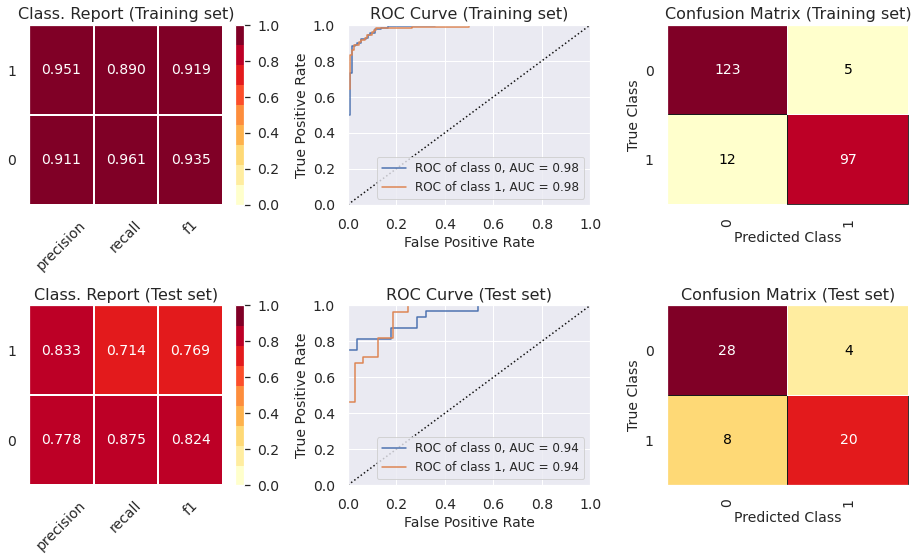 Class. Report (Training set)
1
0
0.951 0.890 0.919
0.911 0.961 0.935
precision recall f1
1.0
0.8
0.6
0.4
0.2
0.0
ROC Curve (Training set)
True Positive Rate
1.0
0.8
0.6
0.4
0.2
0.0
ROC of class 0, AUC = 0.98
ROC of class 1, AUC = 0.98
0.0 0.2 0.4 0.6 0.8 1.0
False Positive Rate
Confusion Matrix (Training set)
True Class
0
1
123 5
12 97
0 1
Predicted Class
Class. Report (Test set)
1
0
0.833 0.714 0.769
0.778 0.875 0.824
precision recall f1
1.0
0.8
0.6
0.4
0.2
0.0
ROC Curve (Test set)
True Positive Rate
1.0
0.8
0.6
0.4
0.2
0.0
ROC of class 0, AUC = 0.94
ROC of class 1, AUC = 0.94
0.0 0.2 0.4 0.6 0.8 1.0
False Positive Rate
Confusion Matrix (Test set)
True Class
0
1
28 4
8 20
0 1
Predicted Class